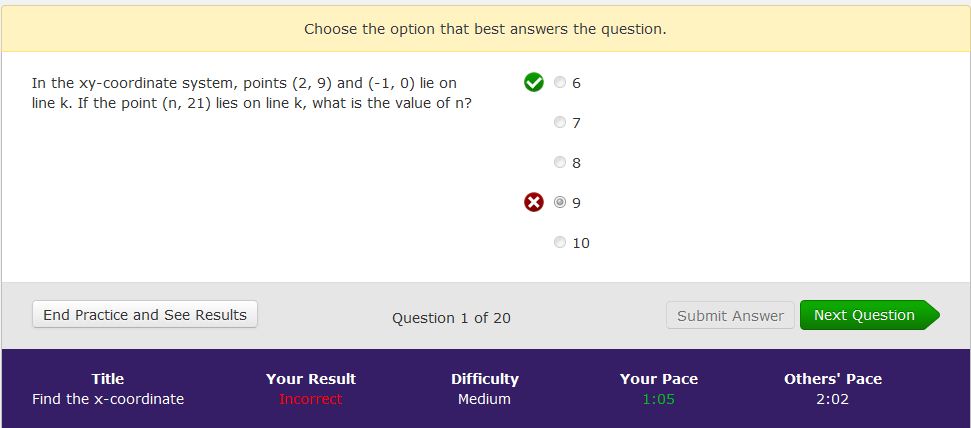 Choose the option that best answers the question.
In the xy-coordinate system, points (2, 9) and (-1, 0) lie on
line k. If the point (n, 21) lies on line k, what is the value of n?
6
7
8
9
10
End Practice and See Results
Question 1 of 20
Submit Answer
Next Question
Title Your Result Difficulty Your Pace Others' Pace
Find the x-coordinate Incorrect Medium 1:05 2:02